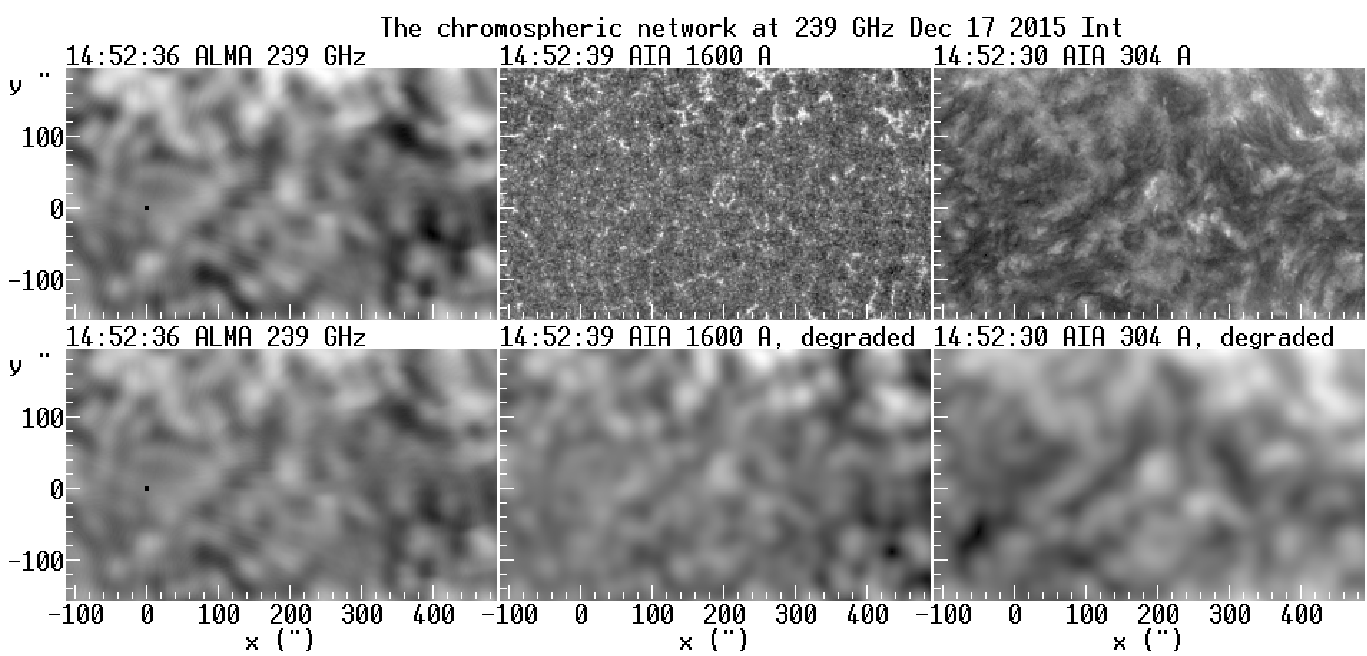 The chromospheric network at 239 GHz Dec 17 2015 Int
14:52:36 ALMA 239 GHz 14:52:39 AIA 1600 A 14:52:30 AIA 304 A
y "
100
0
-100
14:52:36 ALMA 239 GHz 14:52:39 AIA 1600 A, degraded 14:52:30 AIA 304 A, degraded
y "
100
0
-100
-100 0 100 200 300 400 -100 0 100 200 300 400 -100 0 100 200 300 400
x (") x (") x (")